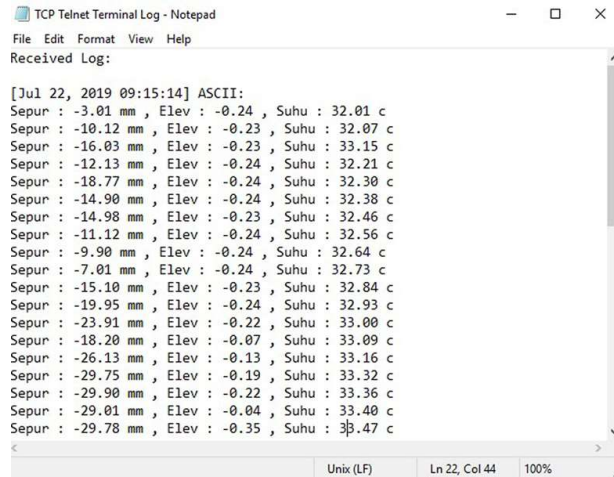 TCP Telnet Terminal Log - Notepad
File Edit Format View Help
Received Log:
[Jul 22, 2019 09:15:14] ASCII:
Sepur : -3.01 mm , Elev : -0.24 , Suhu : 32.01 c
Sepur : -10.12 mm , Elev : -0.23 , Suhu : 32.07 c
Sepur : -16.03 mm , Elev : -0.23 , Suhu : 33.15 c
Sepur : -12.13 mm , Elev : -0.24 , Suhu : 32.21 c
Sepur : -18.77 mm , Elev : -0.24 , Suhu : 32.30 c
Sepur : -14.90 mm , Elev : -0.24 , Suhu : 32.38 c
Sepur : -14.98 mm , Elev : -0.23 , Suhu : 32.46 c
Sepur : -11.12 mm , Elev : -0.24 , Suhu : 32.56 c
Sepur : -9.90 mm , Elev : -0.24 , Suhu : 32.64 c
Sepur : -7.01 mm , Elev : -0.24 , Suhu : 32.73 c
Sepur : -15.10 mm , Elev : -0.23 , Suhu : 32.84 c
Sepur : -19.95 mm , Elev : -0.24 , Suhu : 32.93 c
Sepur : -23.91 mm , Elev : -0.22 , Suhu : 33.00 c
Sepur : -18.20 mm , Elev : -0.07 , Suhu : 33.09 c
Sepur : -26.13 mm , Elev : -0.13 , Suhu : 33.16 c
Sepur : -29.75 mm , Elev : -0.19 , Suhu : 33.32 c
Sepur : -29.90 mm , Elev : -0.22 , Suhu : 33.36 c
Sepur : -29.01 mm , Elev : -0.04 , Suhu : 33.40 c
Sepur : -29.78 mm , Elev : -0.35 , Suhu : 33.47 c
Unix (LF) Ln 22, Col 44 100%